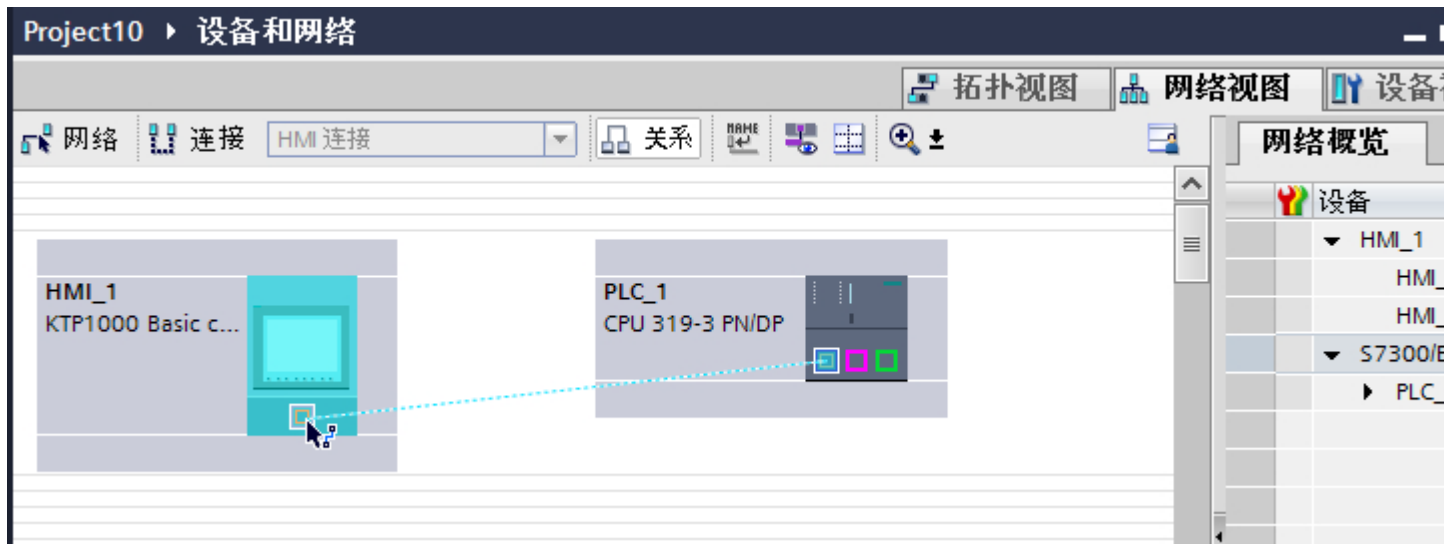 Project10 ▸ 设备和网络
拓扑视图 网络视图 设备
网络 连接 HMI 连接 关系 NAME
网络概览
设备
HMI_1
HMI_
HMI_
S7300/E
PLC_
HMI_1
KTP1000 Basic c...
PLC_1
CPU 319-3 PN/DP